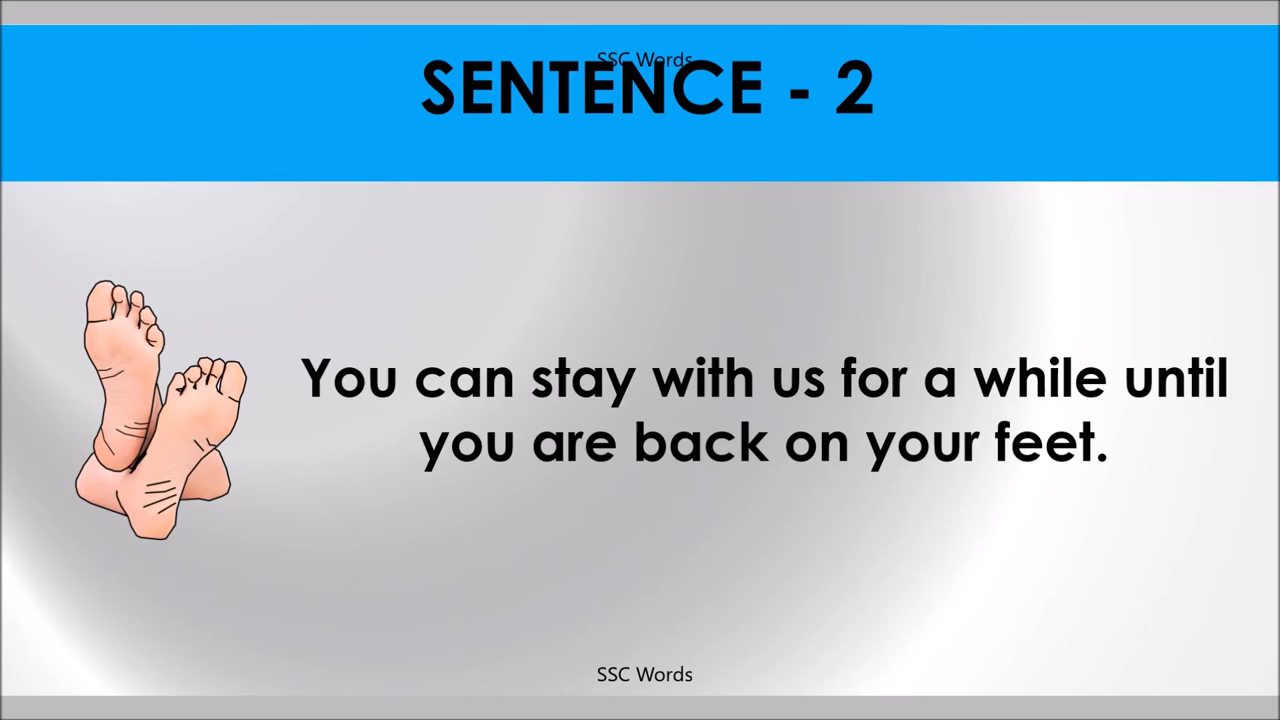 SSC Words
SENTENCE - 2
You can stay with us for a while until
you are back on your feet.
SSC Words